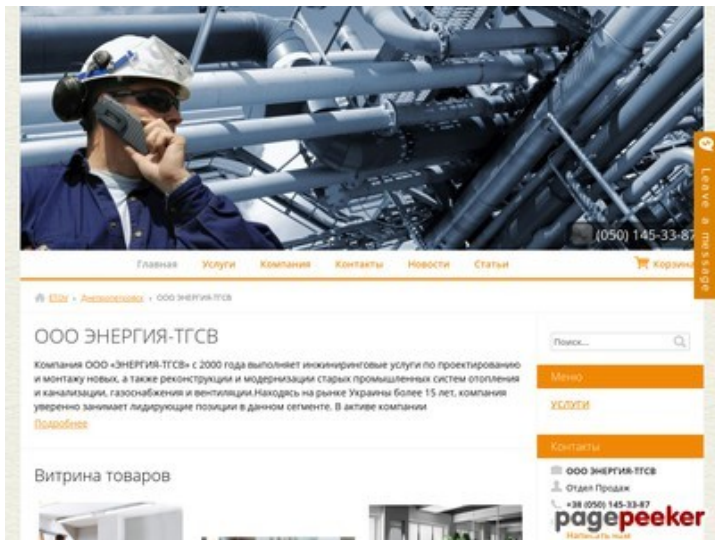 (050) 145-33-87
Leave a message
Главная Услуги Компания Контакты Новости Статьи Корзина
Днепропетровск ООО ЭНЕРГИЯ-ТГСВ
ООО ЭНЕРГИЯ-ТГСВ
Компания ООО «ЭНЕРГИЯ-ТГСВ» с 2000 года выполняет инжиниринговые услуги по проектированию
и монтажу новых, а также реконструкции и модернизации старых промышленных систем отопления
и канализации, газоснабжения и вентиляции.Находясь на рынке Украины более 15 лет, компания
уверенно занимает лидирующие позиции в данном сегменте. В активе компании
Подробнее
Витрина товаров
Поиск...
Меню
УСЛУГИ
Контакты
ООО ЭНЕРГИЯ-ТГСВ
Отдел Продаж
+38 (050) 145-33-87
Написать нам
pagepeeker